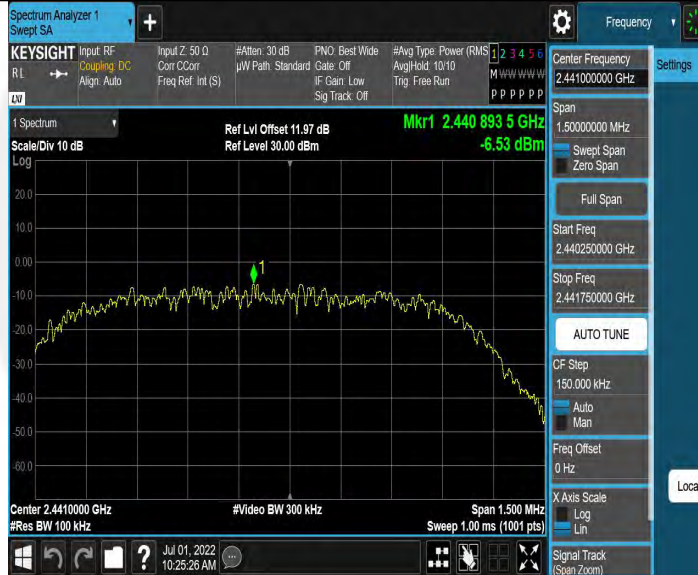 Spectrum Analyzer 1
Swept SA
+
Frequency
KEYSIGHT
Input: RF
Coupling: DC
Align: Auto
Input Z: 50 Ω
Corr CCorr
Freq Ref: Int (S)
#Atten: 30 dB
µW Path: Standard
PNO: Best Wide
Gate: Off
IF Gain: Low
Sig Track: Off
#Avg Type: Power (RMS
Avg|Hold: 10/10
Trig: Free Run
1 2 3 4 5 6
M W W W W W
P P P P P P
R L
LXI
Center Frequency
2.441000000 GHz
Settings
Span
1.50000000 MHz
Swept Span
Zero Span
Full Span
Start Freq
2.440250000 GHz
Stop Freq
2.441750000 GHz
AUTO TUNE
CF Step
150.000 kHz
Auto
Man
Freq Offset
0 Hz
X Axis Scale
Log
Lin
Signal Track
(Span Zoom)
Loca
1 Spectrum
Scale/Div 10 dB
Ref Lvl Offset 11.97 dB
Ref Level 30.00 dBm
Mkr1 2.440 893 5 GHz
-6.53 dBm
Log
20.0
10.0
0.00
-10.0
-20.0
-30.0
-40.0
-50.0
-60.0
1
Center 2.4410000 GHz
#Res BW 100 kHz
#Video BW 300 kHz
Span 1.500 MHz
Sweep 1.00 ms (1001 pts)
?
Jul 01, 2022
10:25:26 AM